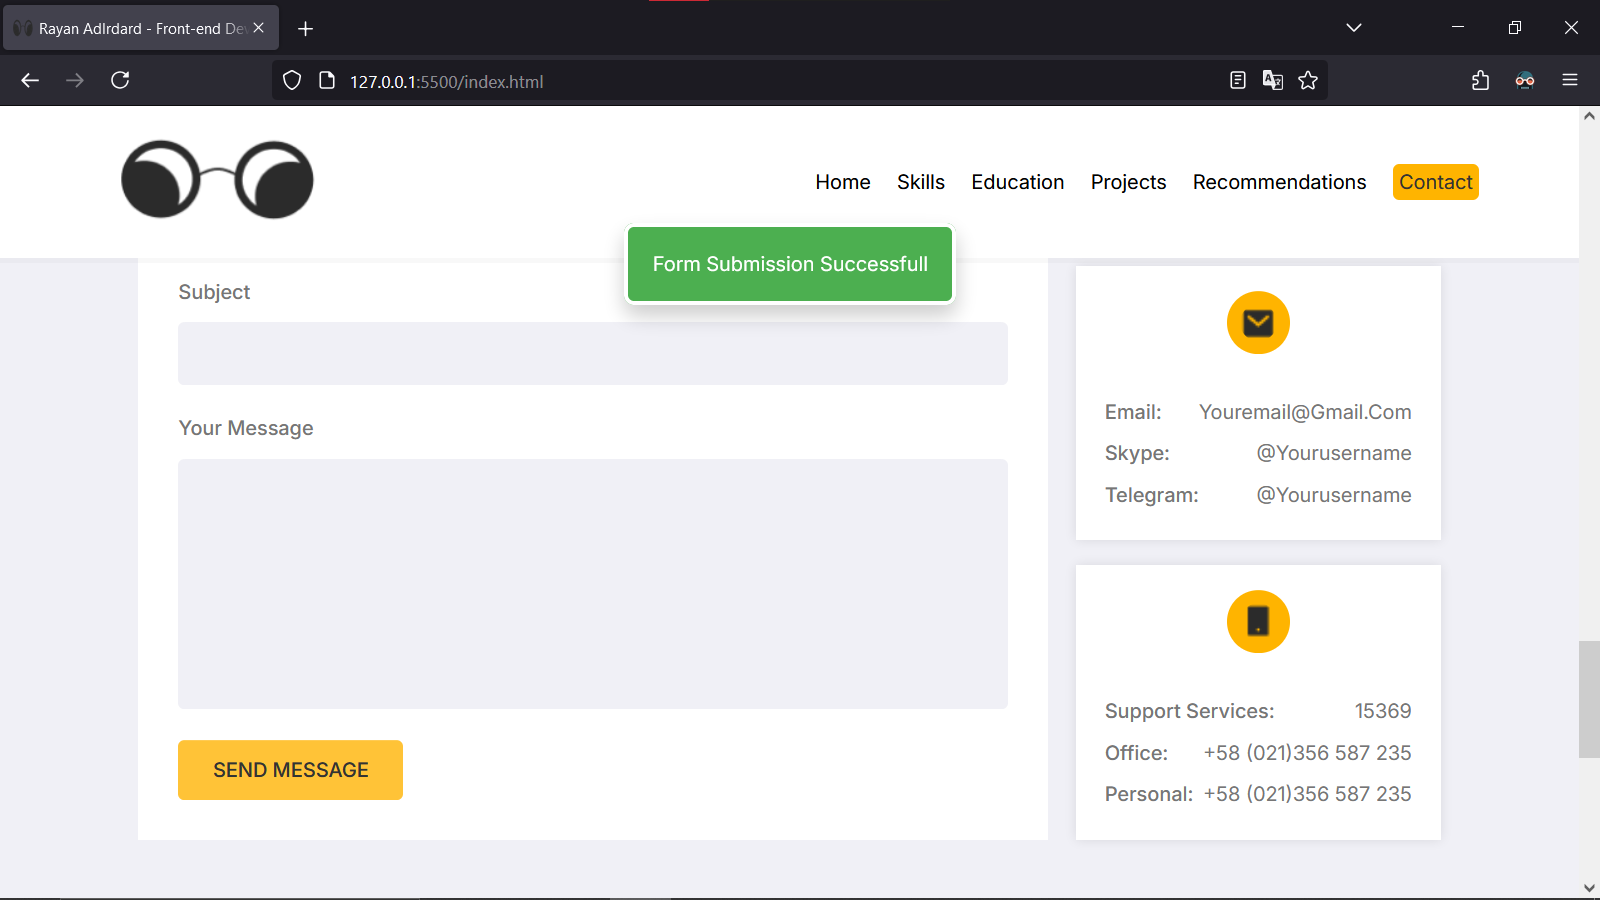 Rayan Adlrdard - Front-end Dev
127.0.0.1:5500/index.html
Home Skills Education Projects Recommendations Contact
Form Submission Successfull
Subject
Your Message
SEND MESSAGE
Email: Youremail@Gmail.Com
Skype: @Yourusername
Telegram: @Yourusername
Support Services: 15369
Office: +58 (021)356 587 235
Personal: +58 (021)356 587 235